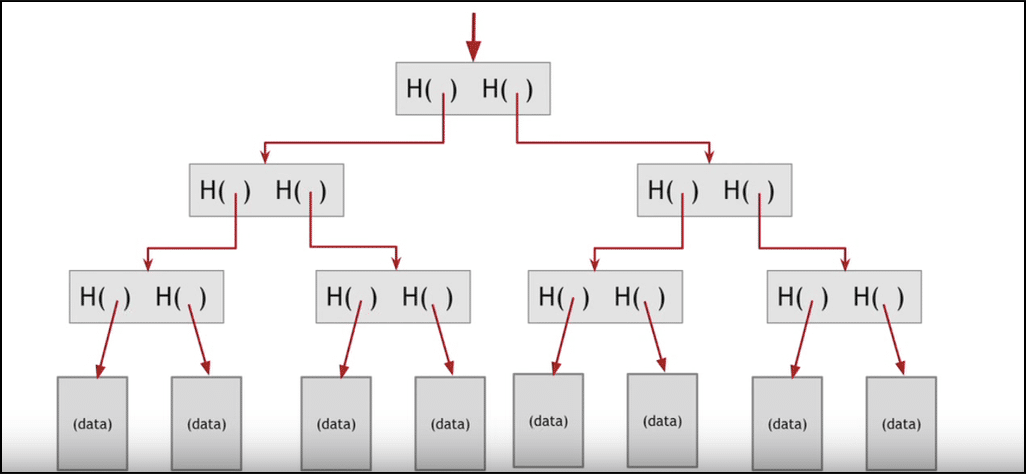 H( ) H( )
H( ) H( ) H( ) H( )
H( ) H( ) H( ) H( ) H( ) H( ) H( ) H( )
(data) (data) (data) (data) (data) (data) (data) (data)